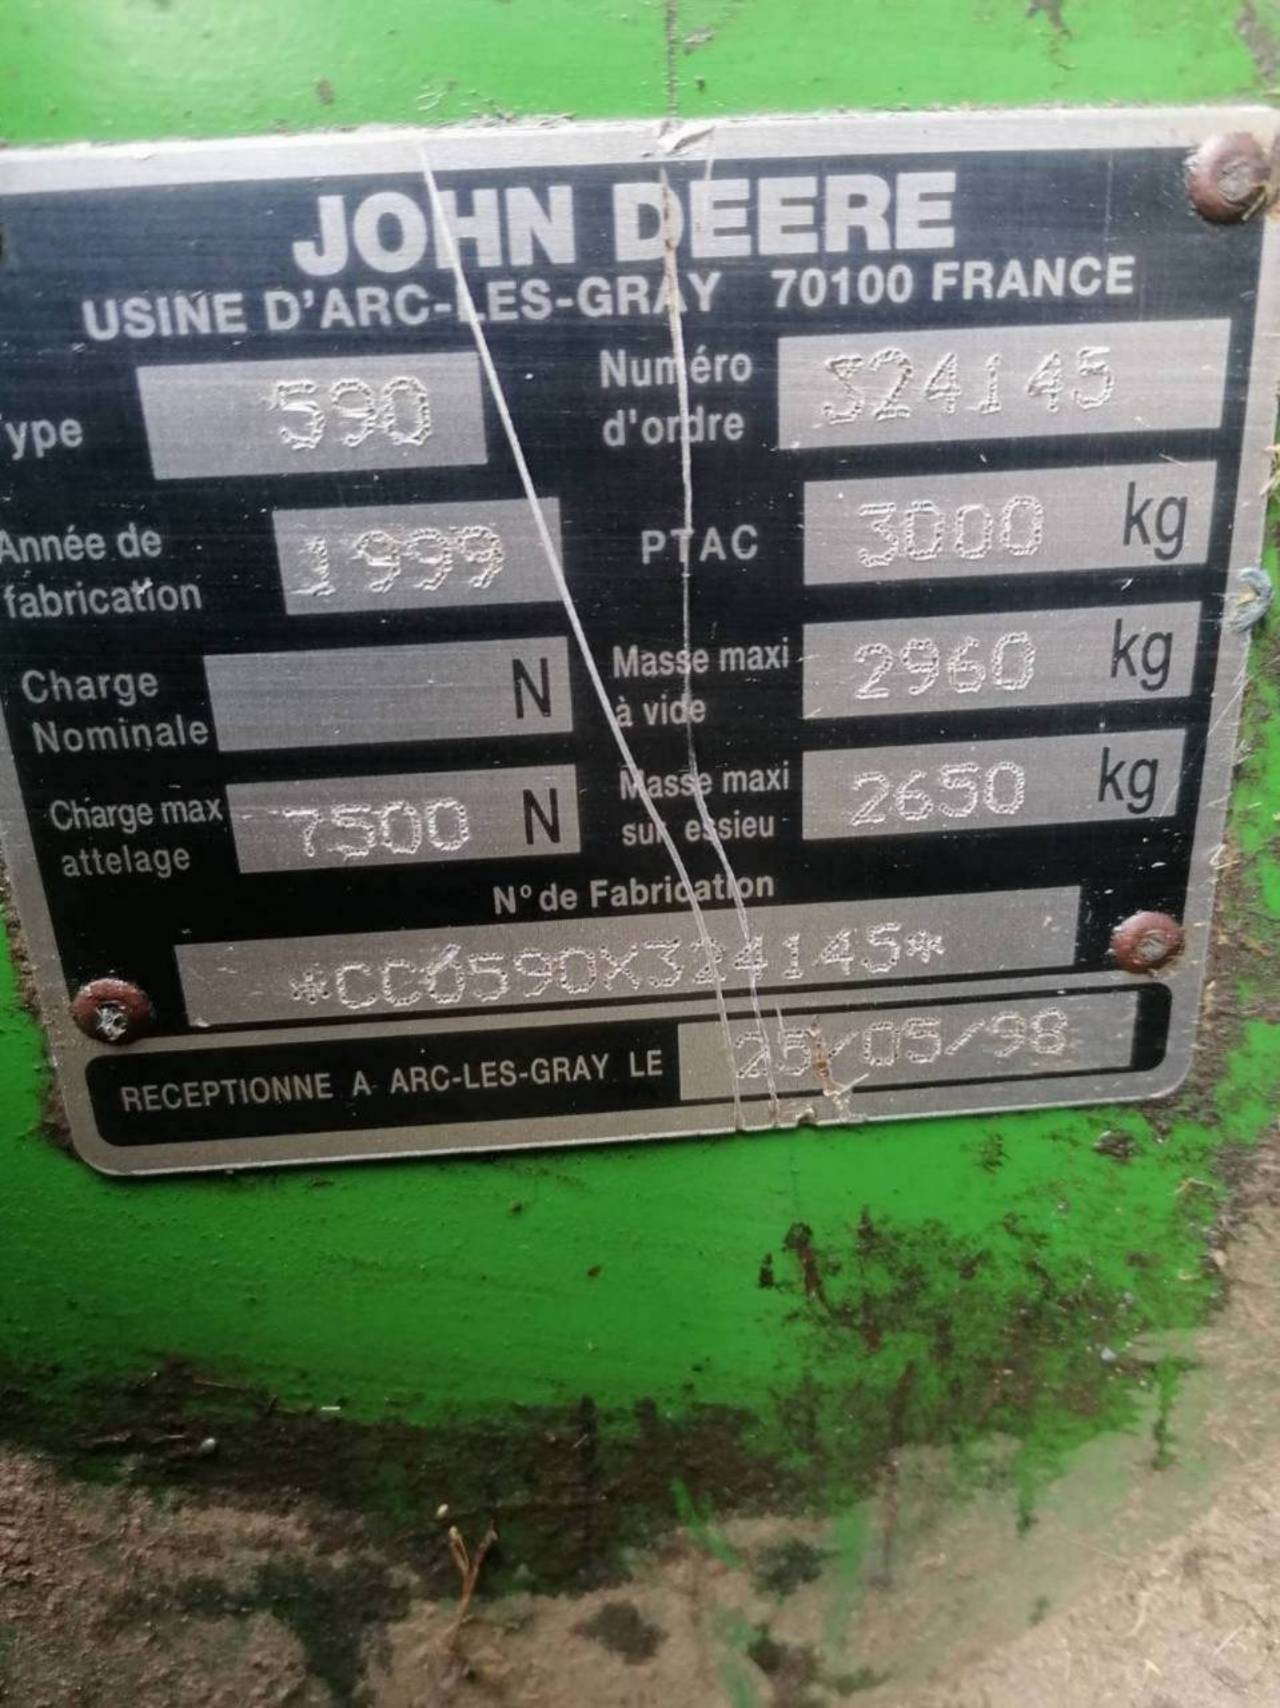 JOHN DEERE
USINE D'ARC-LES-GRAY 70100 FRANCE
ype 590
Numéro d'ordre 324145
Année de fabrication 1999
PTAC 3000 kg
Charge Nominale N
Masse maxi à vide 2960 kg
Charge max attelage 7500 N
Masse maxi sur essieu 2650 kg
N° de Fabrication
*CC0590X324145*
RECEPTIONNE A ARC-LES-GRAY LE 25/05/98